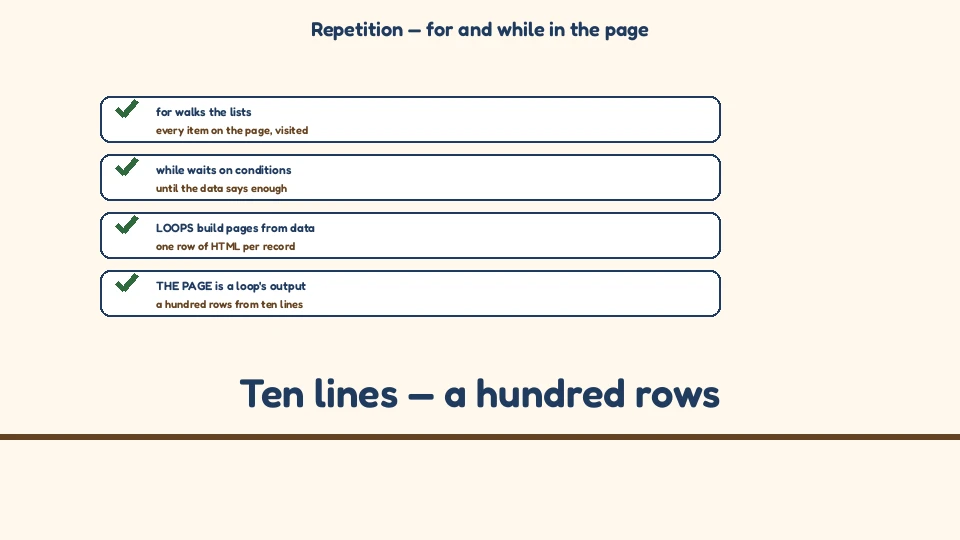 Repetition — for and while in the page
for walks the lists
every item on the page, visited
while waits on conditions
until the data says enough
LOOPS build pages from data
one row of HTML per record
THE PAGE is a loop's output
a hundred rows from ten lines
Ten lines — a hundred rows